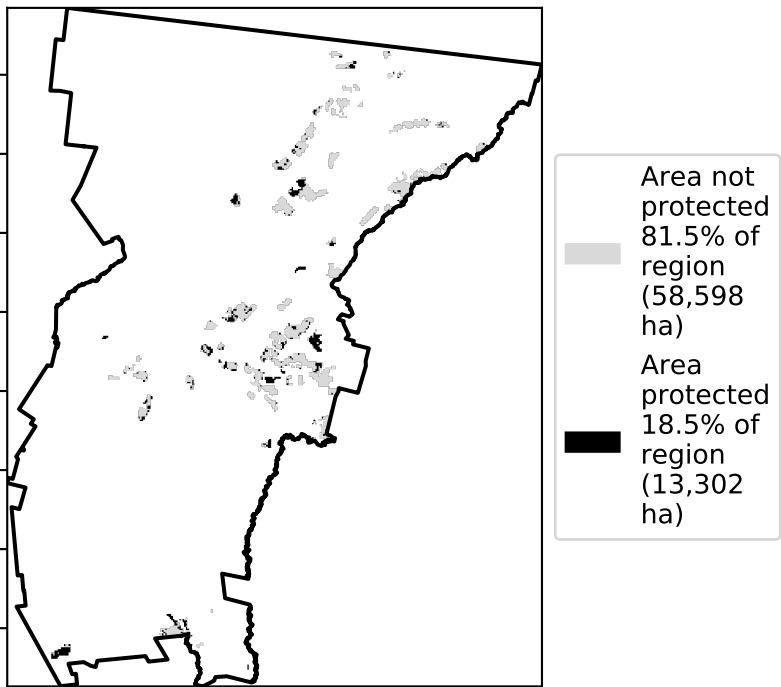 Area not
protected
81.5% of
region
(58,598
ha)
Area
protected
18.5% of
region
(13,302
ha)